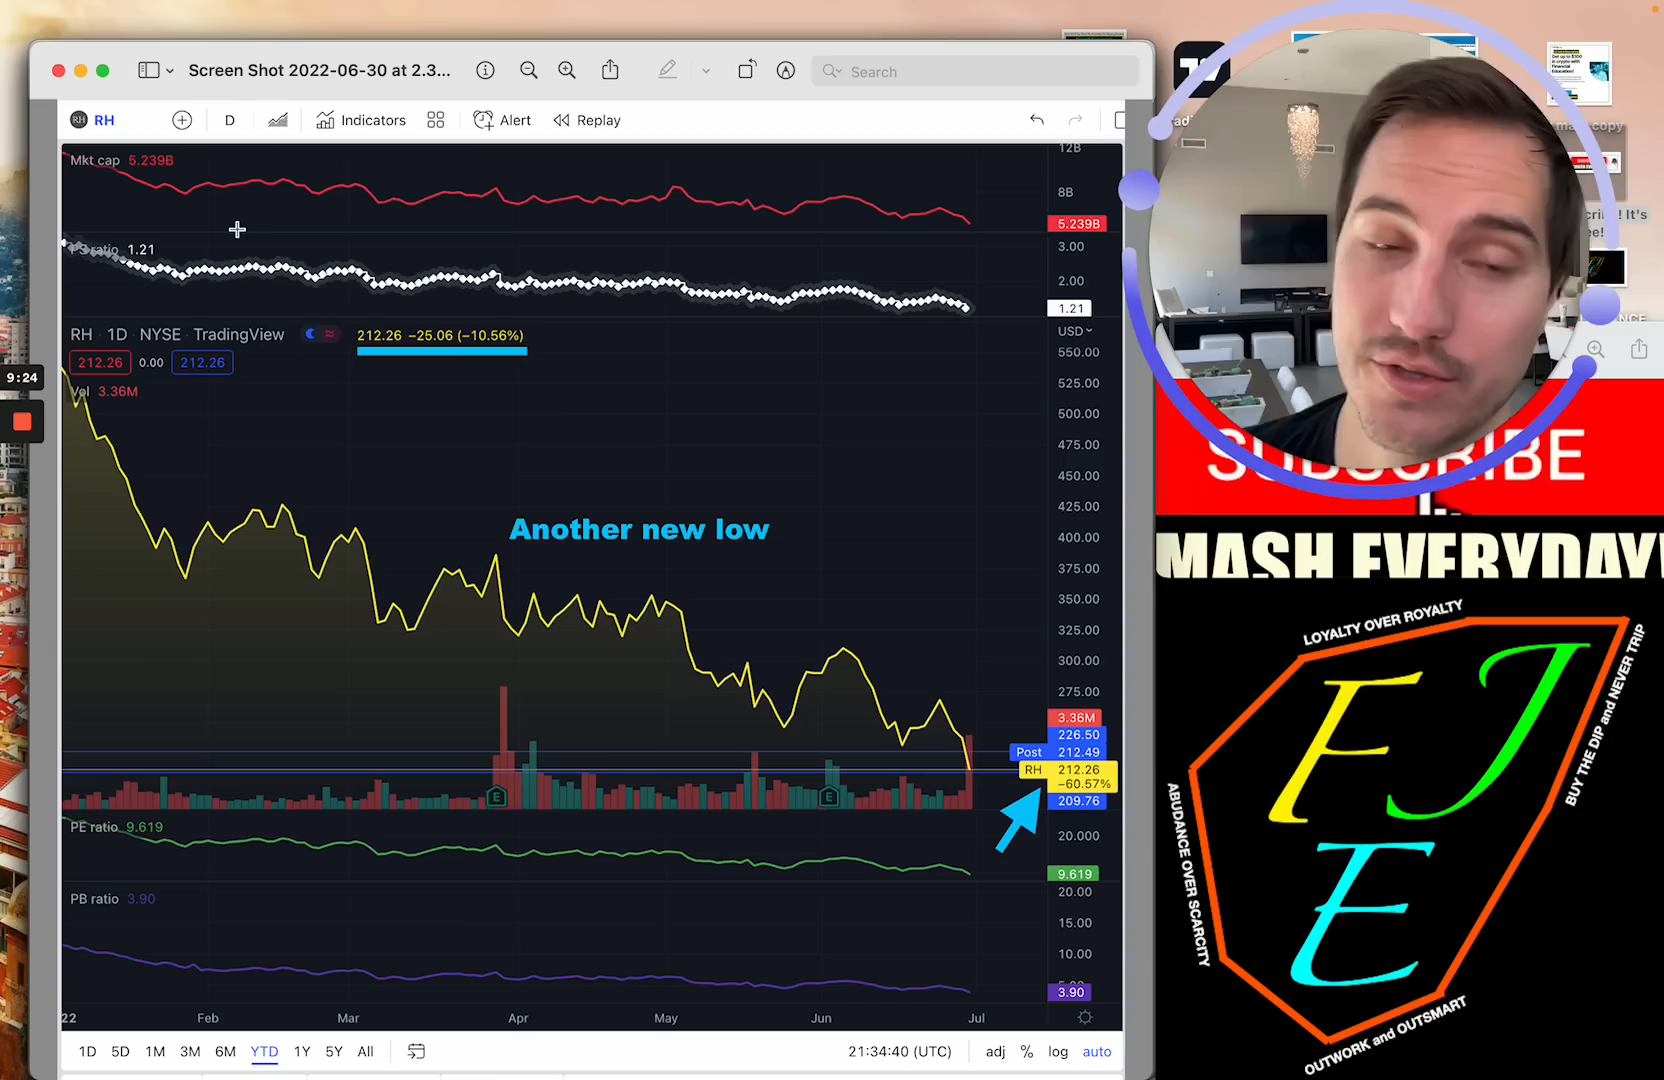 Screen Shot 2022-06-30 at 2.3...
Search
RH
D
Indicators
Alert
Replay
Mkt cap 5.239B
12B
8B
5.239B
PS ratio 1.21
3.00
2.00
1.21
RH 1D NYSE TradingView
212.26 −25.06 (−10.56%)
USD
212.26 0.00 212.26
Vol 3.36M
550.00
525.00
500.00
475.00
450.00
425.00
400.00
375.00
350.00
325.00
300.00
275.00
Another new low
3.36M
226.50
Post 212.49
RH 212.26
−60.57%
209.76
E
E
PE ratio 9.619
20.000
9.619
PB ratio 3.90
20.00
15.00
10.00
3.90
22 Feb Mar Apr May Jun Jul
1D 5D 1M 3M 6M YTD 1Y 5Y All
21:34:40 (UTC)
adj % log auto
9:24
copy
SUBSCRIBE
MASH EVERYDAY!
LOYALTY OVER ROYALTY
BUY THE DIP and NEVER TRIP
ABUDANCE OVER SCARCITY
OUTWORK and OUTSMART
F J
E